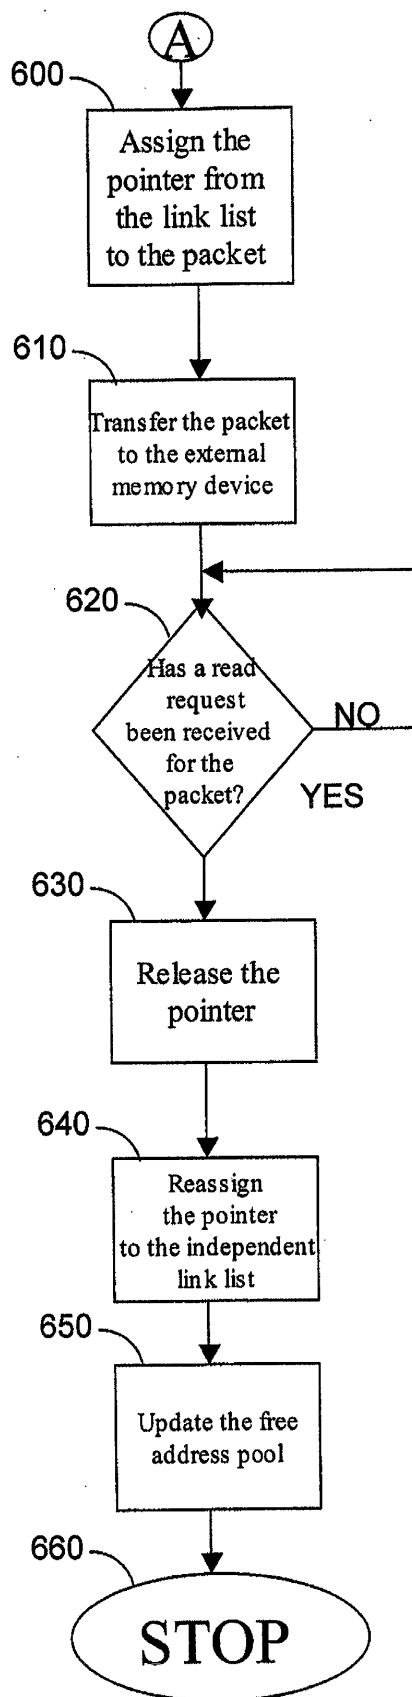 A
600
Assign the
pointer from
the link list
to the packet
610
Transfer the packet
to the external
memory device
620
Has a read
request
been received
for the
packet?
NO
YES
630
Release the
pointer
640
Reassign
the pointer
to the independent
link list
650
Update the free
address pool
660
STOP